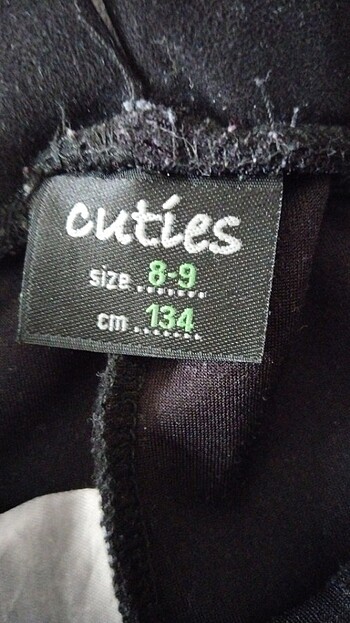 cuties
size 8-9
cm 134